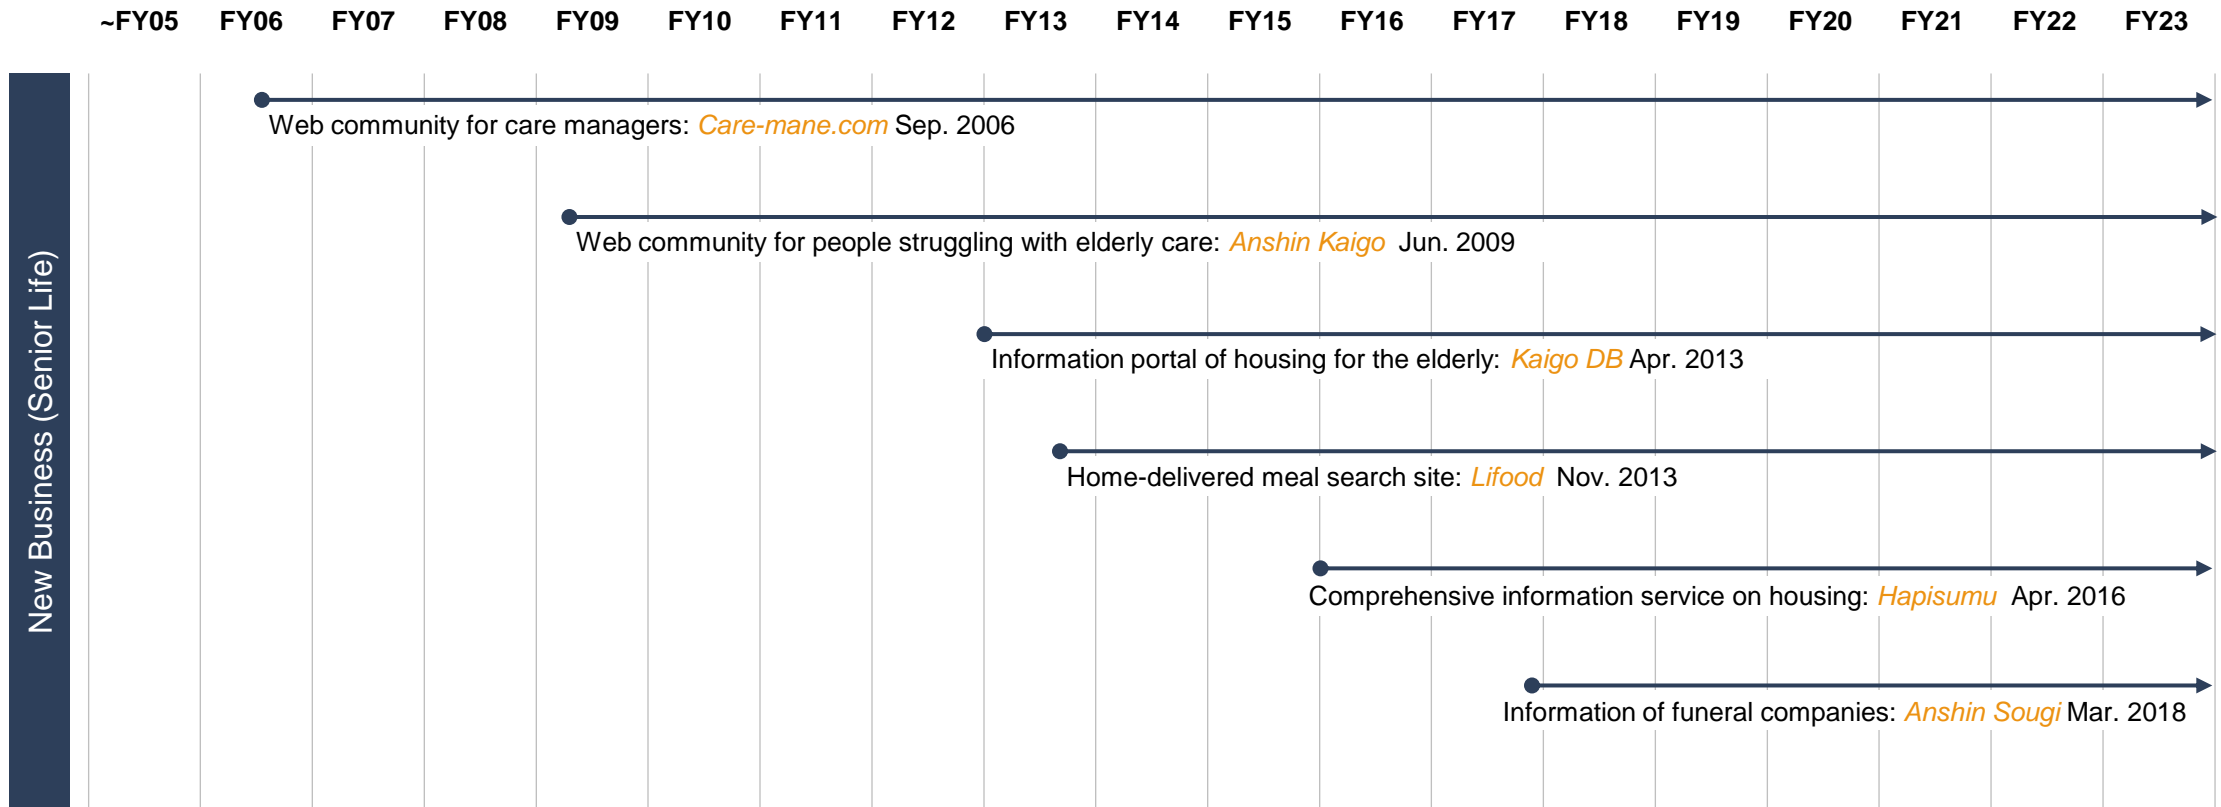 ~FY05 FY06 FY07 FY08 FY09 FY10 FY11 FY12 FY13 FY14 FY15 FY16 FY17 FY18 FY19 FY20 FY21 FY22 FY23
New Business (Senior Life)
Web community for care managers: Care-mane.com Sep. 2006
Web community for people struggling with elderly care: Anshin Kaigo Jun. 2009
Information portal of housing for the elderly: Kaigo DB Apr. 2013
Home-delivered meal search site: Lifood Nov. 2013
Comprehensive information service on housing: Hapisumu Apr. 2016
Information of funeral companies: Anshin Sougi Mar. 2018